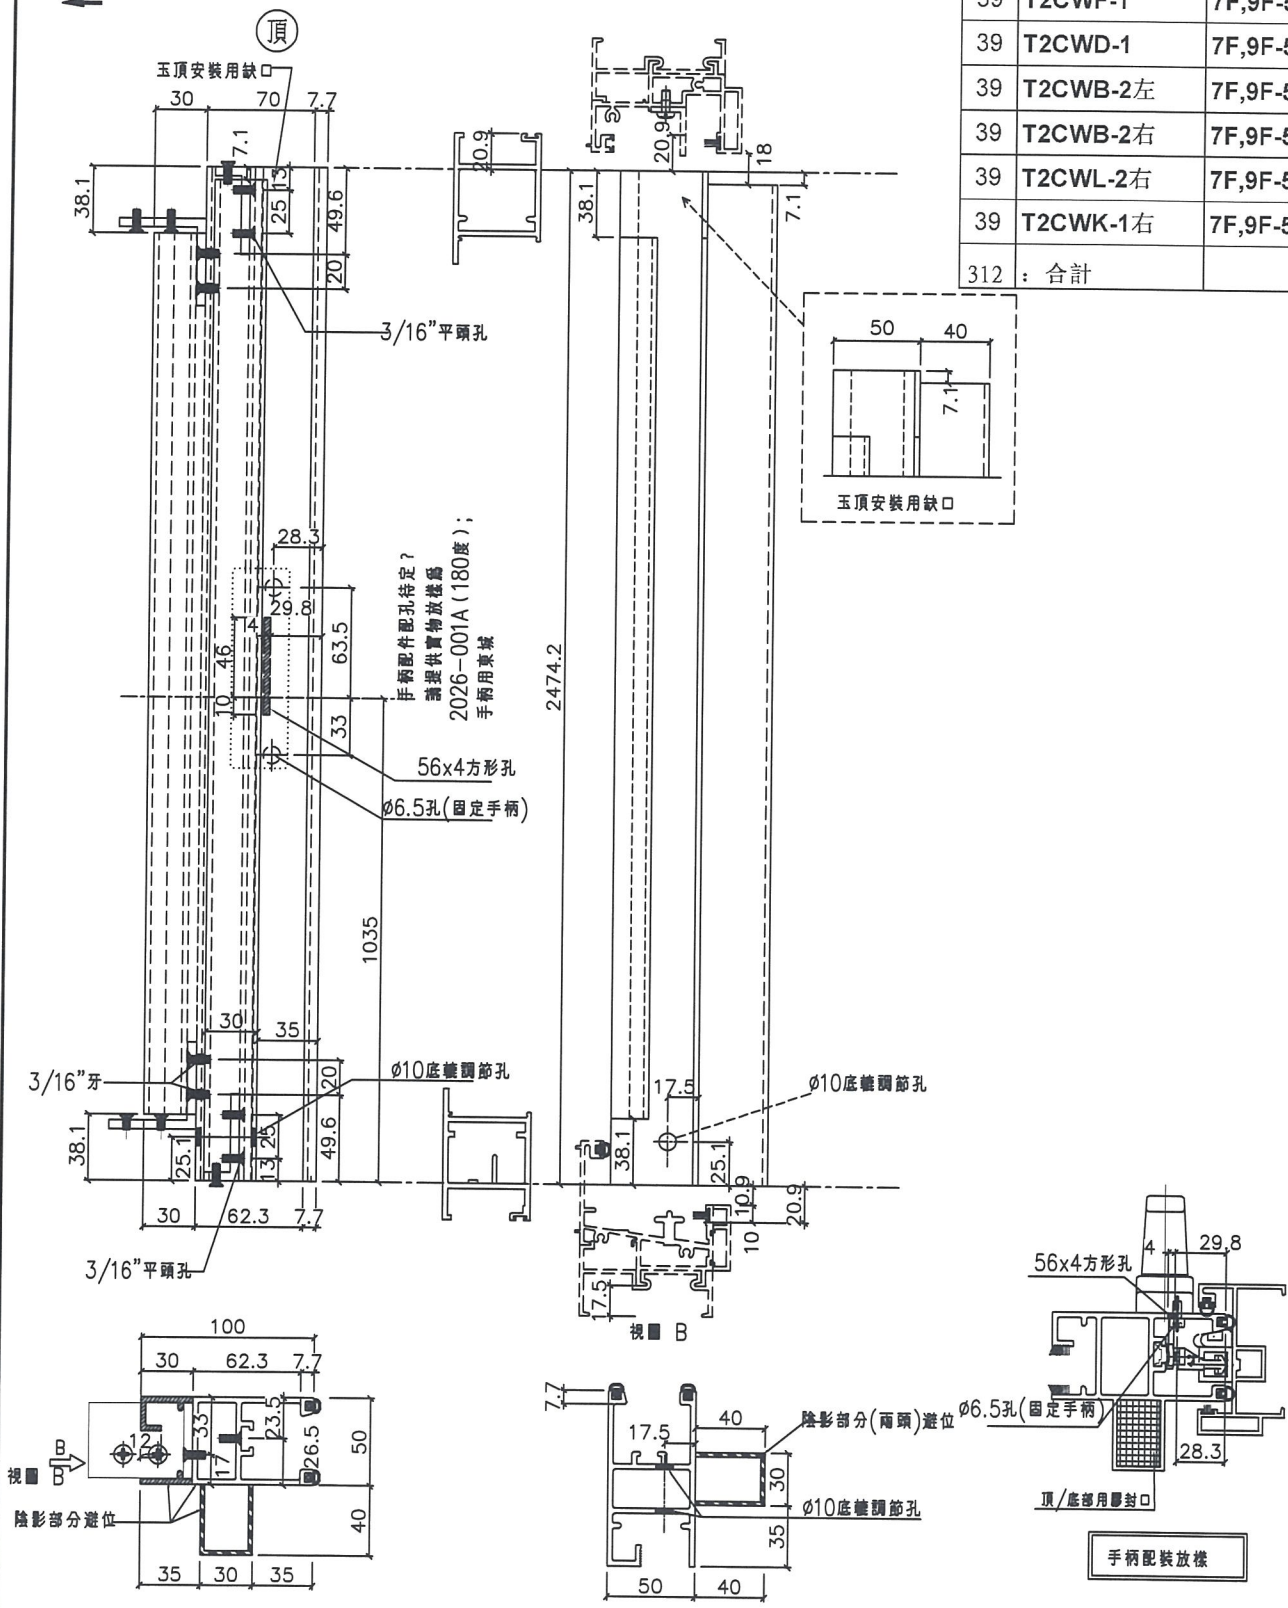 39 T2CWF-1 7F,9F-5
39 T2CWD-1 7F,9F-5
39 T2CWB-2左 7F,9F-5
39 T2CWB-2右 7F,9F-5
39 T2CWL-2右 7F,9F-5
39 T2CWK-1右 7F,9F-5
312 : 合計
頂
玉頂安裝用缺口
30 70 7.7
7.1
38.1
13
25
49.6
20
3/16"平頭孔
20.9
20.9
18
38.1
7.1
50 40
7.1
玉頂安裝用缺口
28.3
29.8
4
46
63.5
10
33
手柄配件配孔待定?
請提供實物放樣爲
2026-001A(180度);
手柄用東城
56x4方形孔
Ø6.5孔(固定手柄)
2474.2
1035
30 35
3/16"牙
Ø10底轆調節孔
20
49.6
38.1
25.1
25
13
30 62.3 7.7
3/16"平頭孔
17.5
Ø10底轆調節孔
38.1
25.1
10.9
20.9
10
17.5
視圖 B
100
30 62.3 7.7
12
33
17
23.5
26.5
50
40
視圖 B
B
陰影部分避位
35 30 35
7.7
17.5
40
30
35
陰影部分(兩頭)避位
Ø10底轆調節孔
50 40
56x4方形孔
4 29.8
Ø6.5孔(固定手柄)
28.3
頂/底部用膠封口
手柄配裝放樣